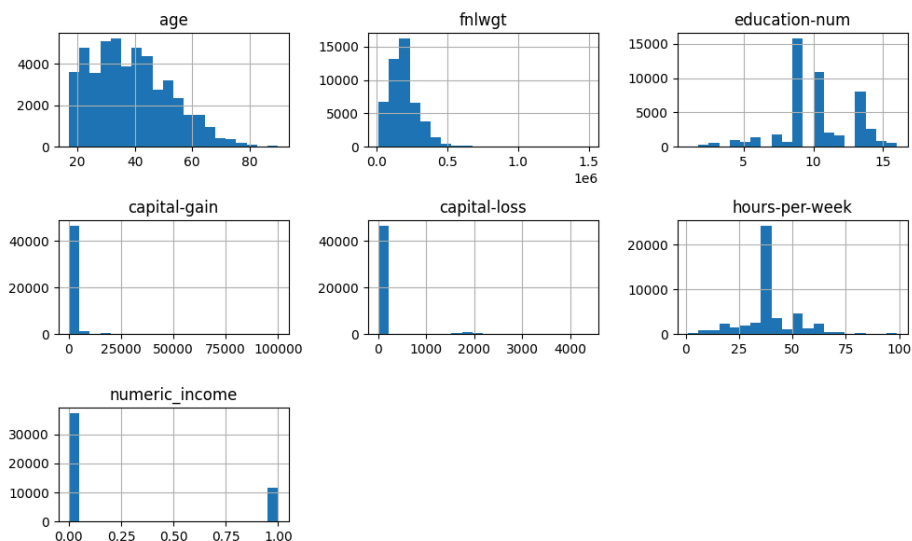 age
4000
2000
0
20 40 60 80
fnlwgt
15000
10000
5000
0
0.0 0.5 1.0 1.5
1e6
education-num
15000
10000
5000
0
5 10 15
capital-gain
40000
20000
0
0 25000 50000 75000 100000
capital-loss
40000
20000
0
0 1000 2000 3000 4000
hours-per-week
20000
10000
0
0 25 50 75 100
numeric_income
30000
20000
10000
0
0.00 0.25 0.50 0.75 1.00